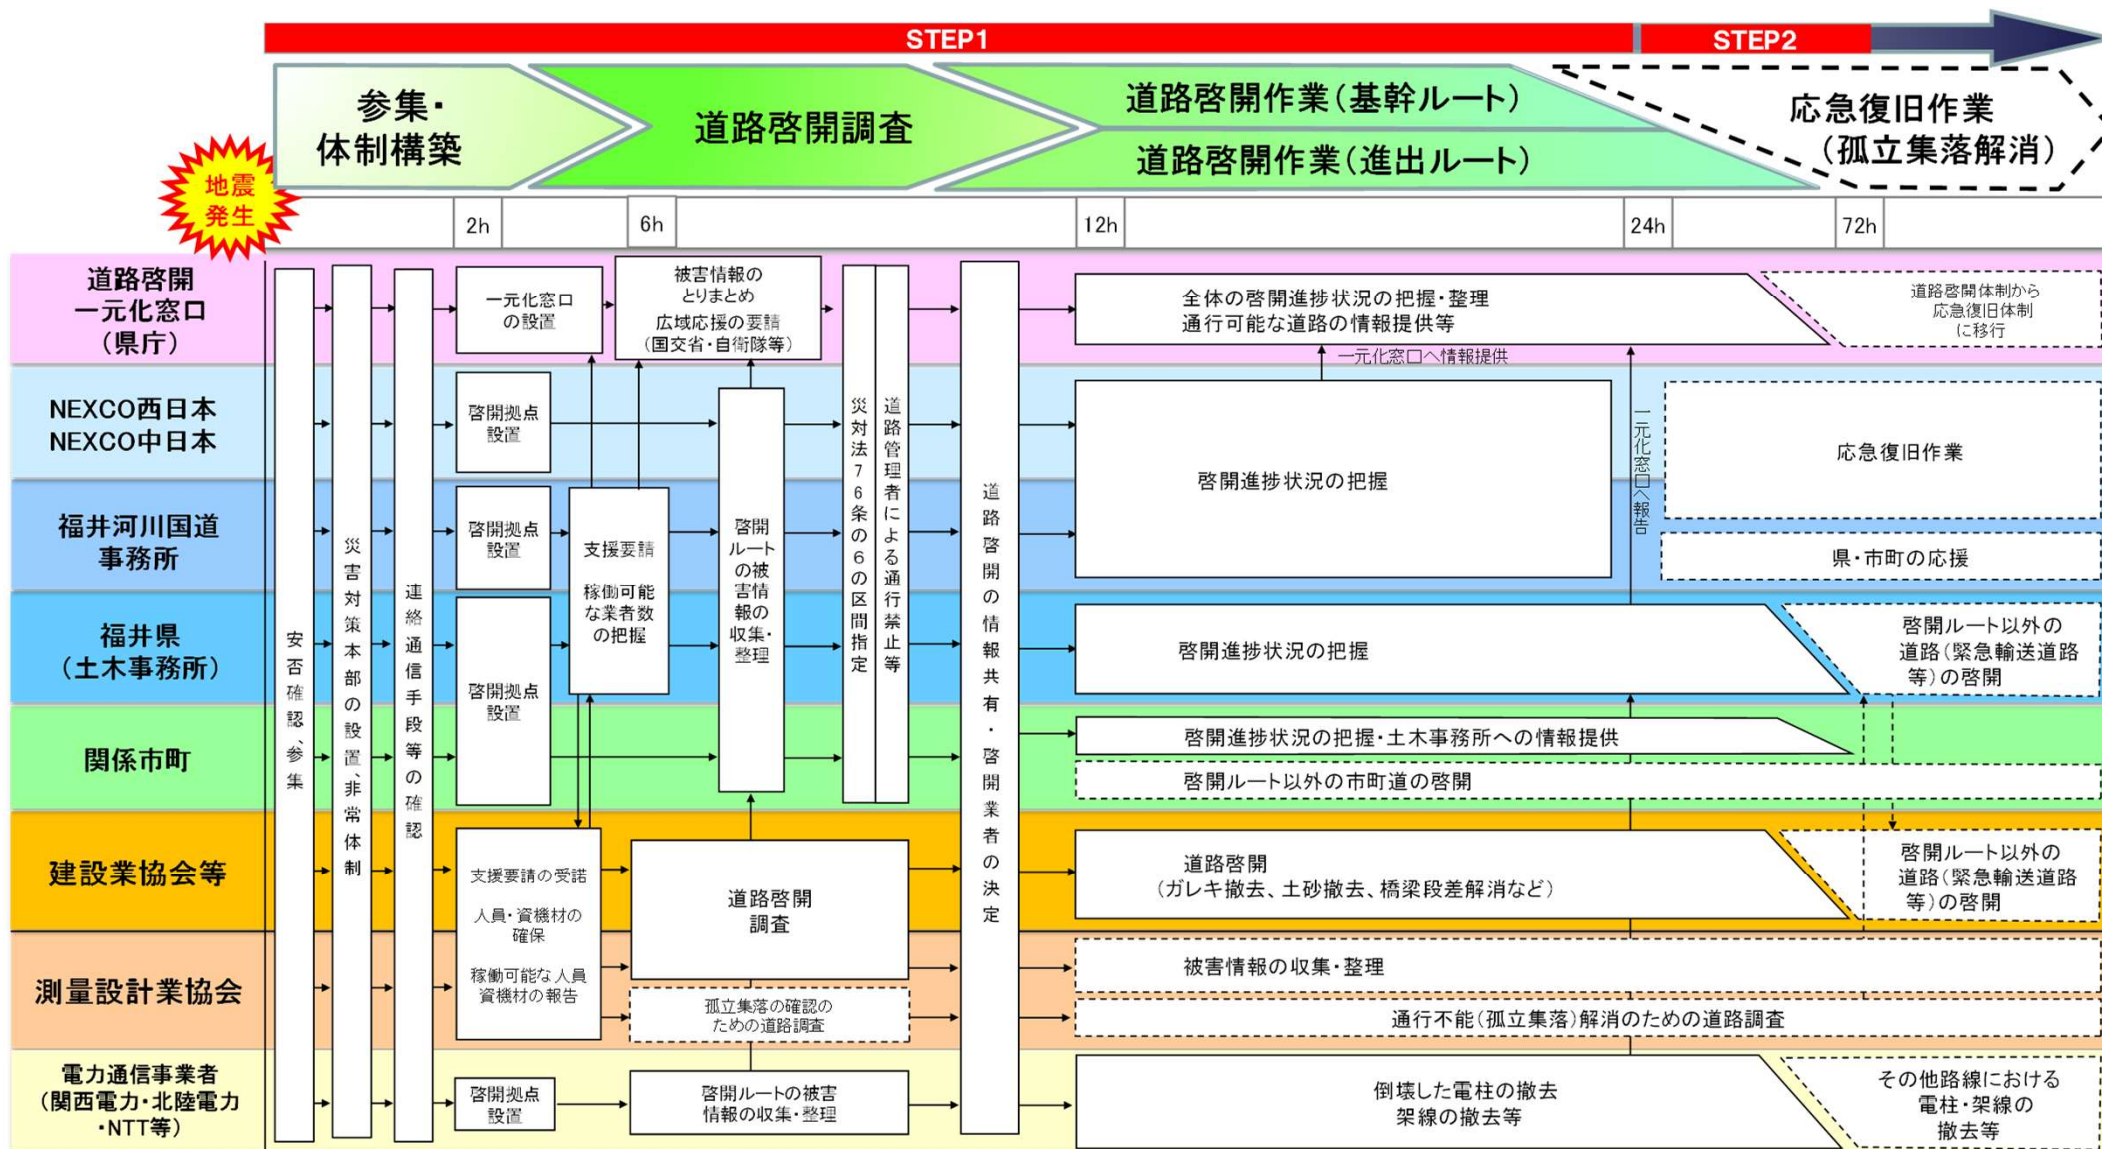 STEP1
STEP2
参集・
体制構築
道路啓開調査
道路啓開作業(基幹ルート)
道路啓開作業(進出ルート)
応急復旧作業
(孤立集落解消)
地震
発生
2h
6h
12h
24h
72h
安否確認、参集
災害対策本部の設置、非常体制
連絡通信手段等の確認
災対法76条の6の区間指定
道路管理者による通行禁止等
道路啓開の情報共有・啓開業者の決定
道路啓開
一元化窓口
(県庁)
一元化窓口
の設置
被害情報の
とりまとめ
広域応援の要請
(国交省・自衛隊等)
全体の啓開進捗状況の把握・整理
通行可能な道路の情報提供等
道路啓開体制から
応急復旧体制
に移行
一元化窓口へ情報提供
NEXCO西日本
NEXCO中日本
啓開拠点
設置
啓開進捗状況の把握
一元化窓口へ報告
応急復旧作業
福井河川国道
事務所
啓開拠点
設置
支援要請
稼働可能
な業者数
の把握
啓開
ルート
の被
害情
報の
収集・
整理
県・市町の応援
福井県
(土木事務所)
啓開拠点
設置
啓開進捗状況の把握
啓開ルート以外の
道路(緊急輸送道路
等)の啓開
関係市町
啓開進捗状況の把握・土木事務所への情報提供
啓開ルート以外の市町道の啓開
建設業協会等
支援要請の受諾
人員・資機材の
確保
稼働可能な人員
資機材の報告
道路啓開
調査
道路啓開
(ガレキ撤去、土砂撤去、橋梁段差解消など)
啓開ルート以外の
道路(緊急輸送道路
等)の啓開
測量設計業協会
孤立集落の確認の
ための道路調査
被害情報の収集・整理
通行不能(孤立集落)解消のための道路調査
電力通信事業者
(関西電力・北陸電力
・NTT等)
啓開拠点
設置
啓開ルートの被害
情報の収集・整理
倒壊した電柱の撤去
架線の撤去等
その他路線における
電柱・架線の
撤去等